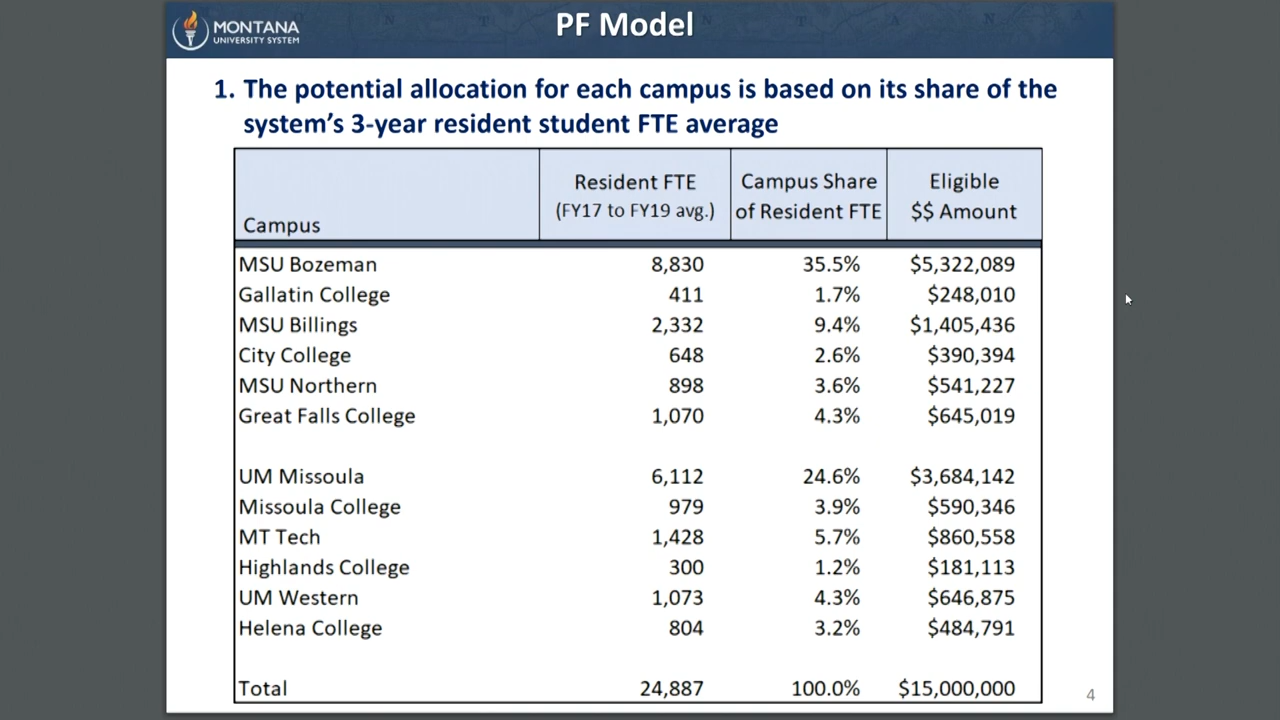 MONTANA
UNIVERSITY SYSTEM
PF Model
1. The potential allocation for each campus is based on its share of the
system's 3-year resident student FTE average
Campus Resident FTE (FY17 to FY19 avg.) Campus Share of Resident FTE Eligible $$ Amount
MSU Bozeman 8,830 35.5% $5,322,089
Gallatin College 411 1.7% $248,010
MSU Billings 2,332 9.4% $1,405,436
City College 648 2.6% $390,394
MSU Northern 898 3.6% $541,227
Great Falls College 1,070 4.3% $645,019
UM Missoula 6,112 24.6% $3,684,142
Missoula College 979 3.9% $590,346
MT Tech 1,428 5.7% $860,558
Highlands College 300 1.2% $181,113
UM Western 1,073 4.3% $646,875
Helena College 804 3.2% $484,791
Total 24,887 100.0% $15,000,000
4